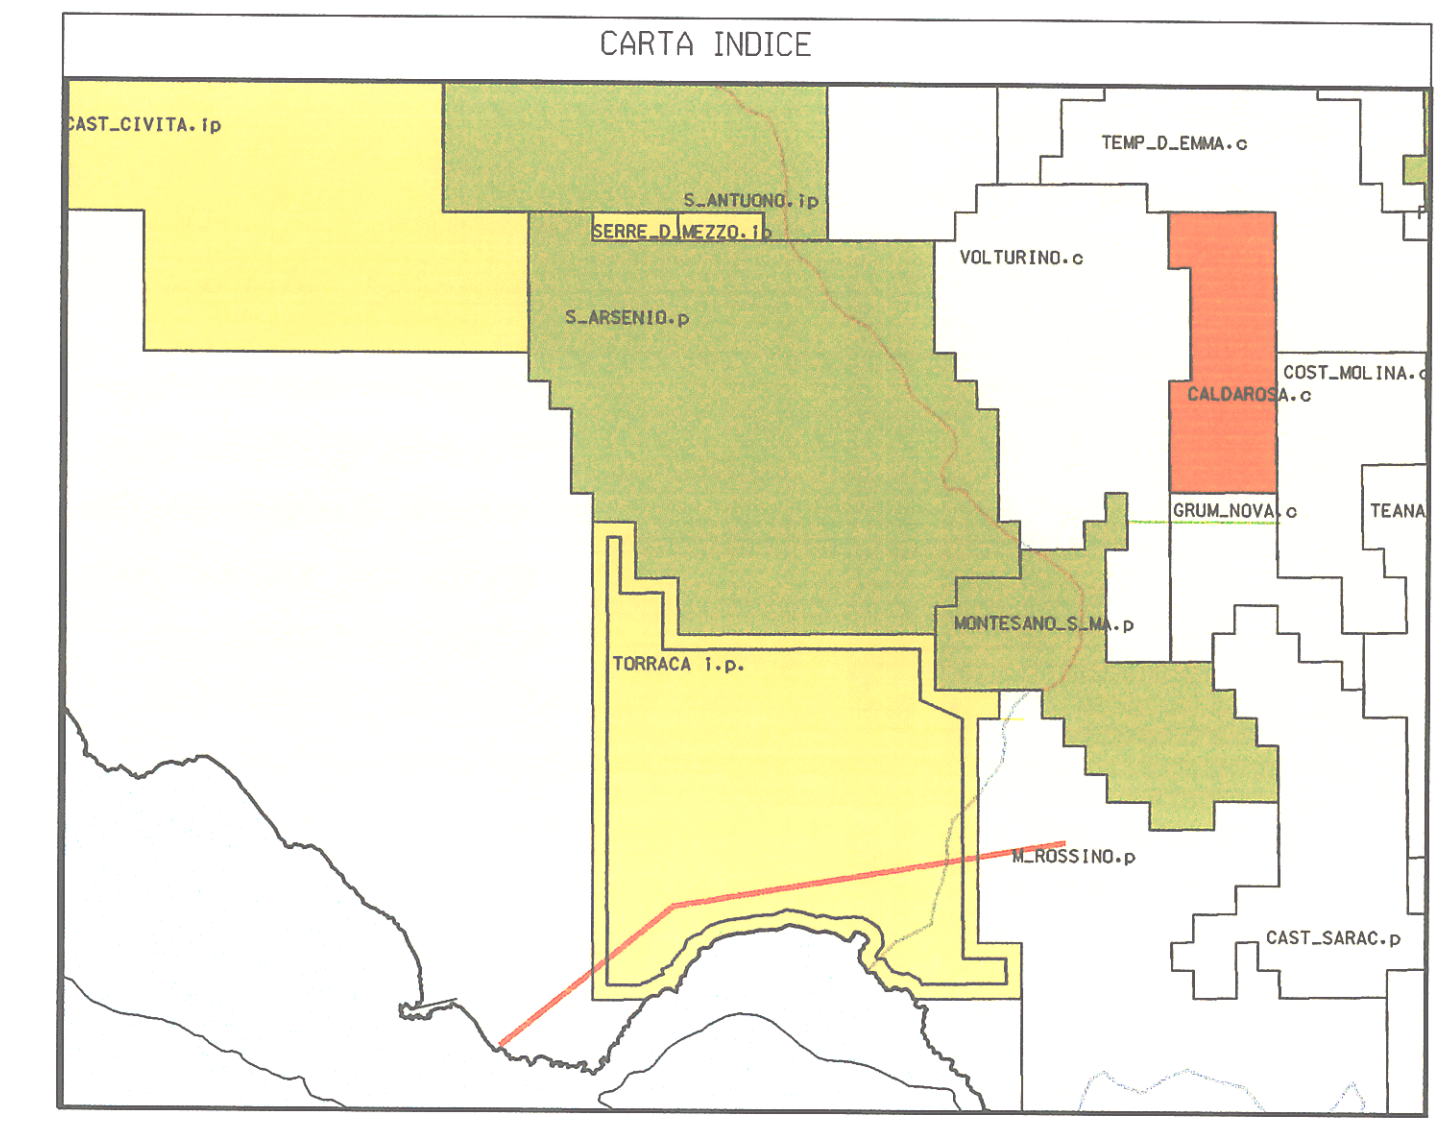 CARTA INDICE
CAST_CIVITA.ip
TEMP_D_EMMA.c
S_ANTUONO.ip
SERRE_D_MEZZO.ip
VOLTURINO.c
S_ARSENIO.p
COST_MOLINA.c
CALDAROSA.c
GRUM_NOVA.c
TEANA
MONTESANO_S_MA.p
TORRACA i.p.
M_ROSSINO.p
CAST_SARAC.p